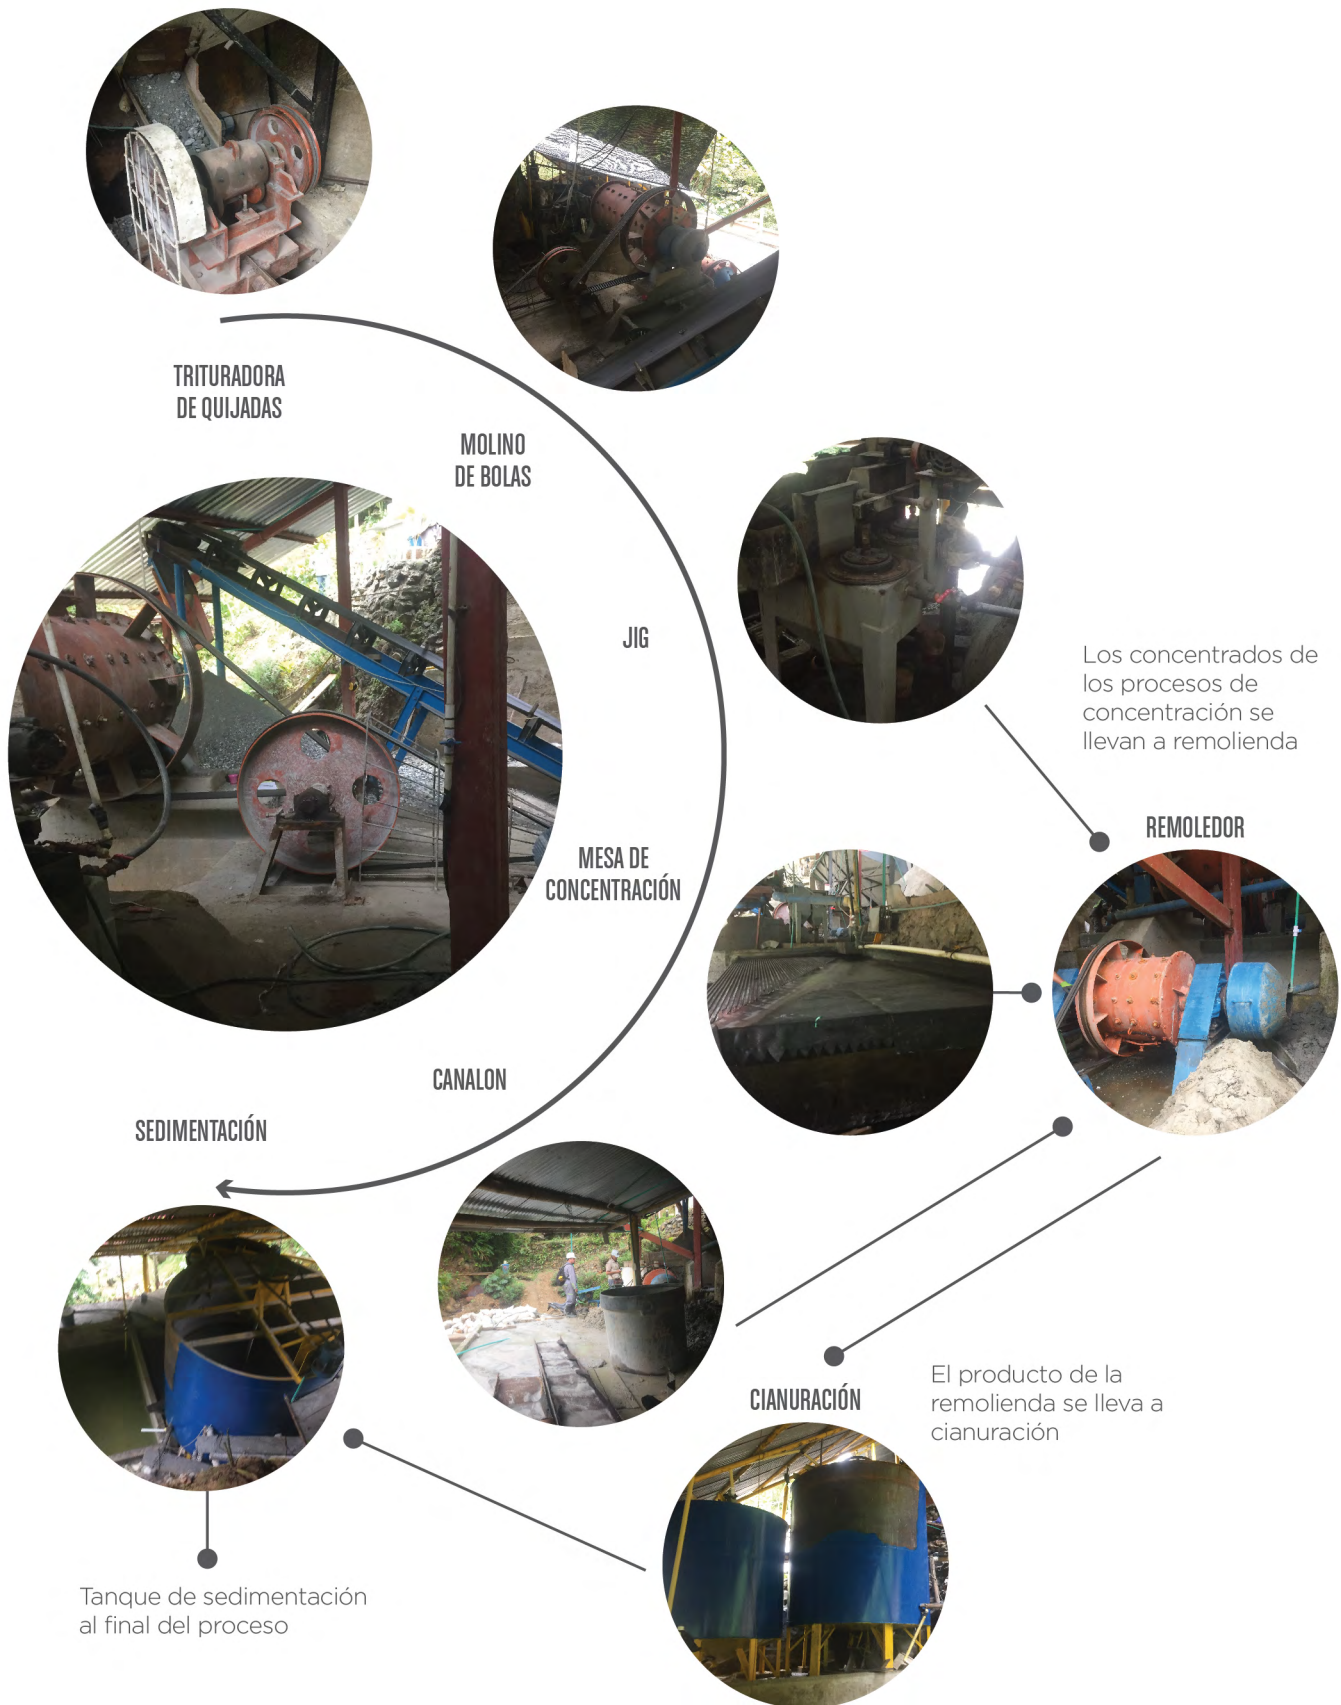 TRITURADORA
DE QUIJADAS
MOLINO
DE BOLAS
JIG
Los concentrados de
los procesos de
concentración se
llevan a remolienda
REMOLEDOR
MESA DE
CONCENTRACIÓN
CANALON
SEDIMENTACIÓN
CIANURACIÓN
El producto de la
remolienda se lleva a
cianuración
Tanque de sedimentación
al final del proceso